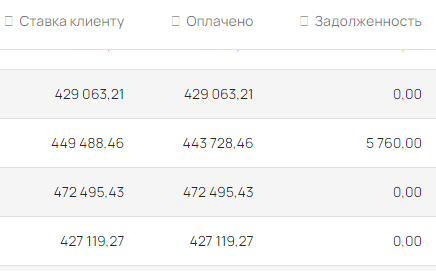 Ставка клиенту Оплачено Задолженность
429 063,21 429 063,21 0,00
449 488,46 443 728,46 5 760,00
472 495,43 472 495,43 0,00
427 119,27 427 119,27 0,00